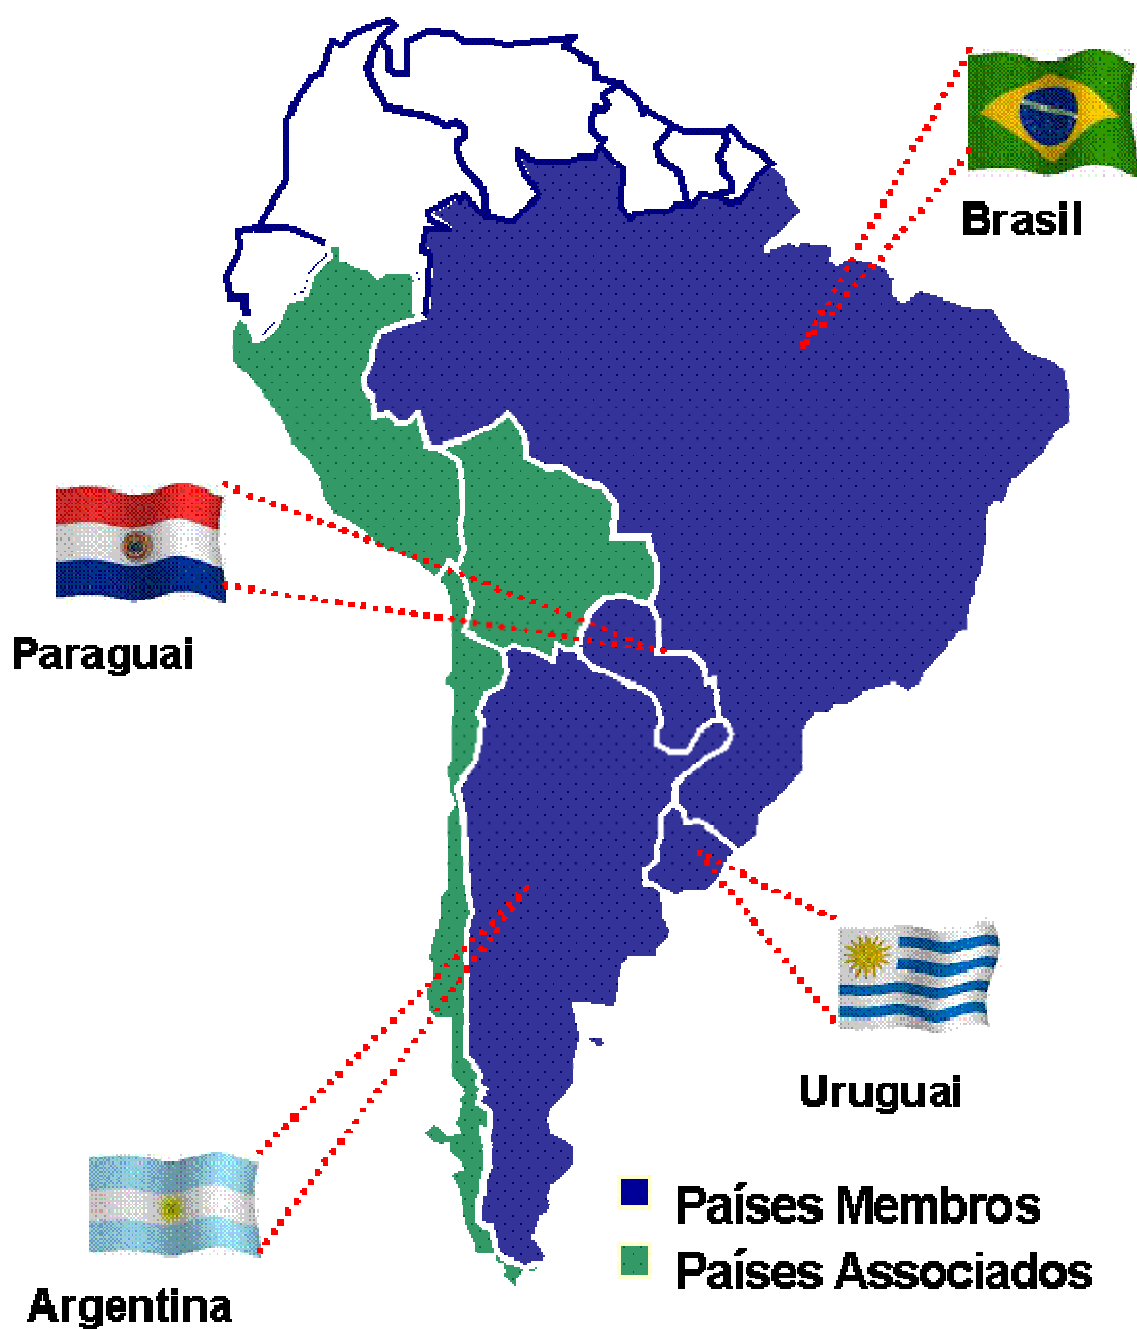 Brasil
Paraguai
Uruguai
Países Membros
Países Associados
Argentina